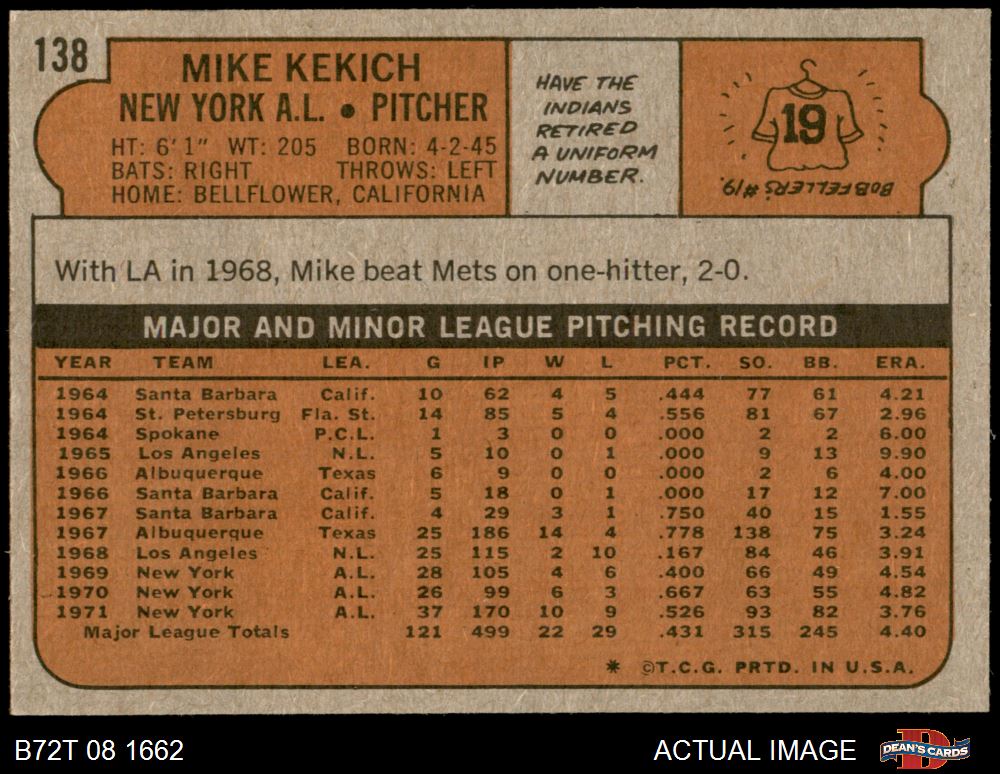 138
MIKE KEKICH
NEW YORK A.L. • PITCHER
HT: 6'1" WT: 205 BORN: 4-2-45
BATS: RIGHT THROWS: LEFT
HOME: BELLFLOWER, CALIFORNIA
HAVE THE
INDIANS
RETIRED
A UNIFORM
NUMBER.
19
BOB FELLER'S #19.
With LA in 1968, Mike beat Mets on one-hitter, 2-0.
MAJOR AND MINOR LEAGUE PITCHING RECORD
YEAR TEAM LEA. G IP W L PCT. SO. BB. ERA.
1964 Santa Barbara Calif. 10 62 4 5 .444 77 61 4.21
1964 St. Petersburg Fla. St. 14 85 5 4 .556 81 67 2.96
1964 Spokane P.C.L. 1 3 0 0 .000 2 2 6.00
1965 Los Angeles N.L. 5 10 0 1 .000 9 13 9.90
1966 Albuquerque Texas 6 9 0 0 .000 2 6 4.00
1966 Santa Barbara Calif. 5 18 0 1 .000 17 12 7.00
1967 Santa Barbara Calif. 4 29 3 1 .750 40 15 1.55
1967 Albuquerque Texas 25 186 14 4 .778 138 75 3.24
1968 Los Angeles N.L. 25 115 2 10 .167 84 46 3.91
1969 New York A.L. 28 105 4 6 .400 66 49 4.54
1970 New York A.L. 26 99 6 3 .667 63 55 4.82
1971 New York A.L. 37 170 10 9 .526 93 82 3.76
Major League Totals 121 499 22 29 .431 315 245 4.40
* ©T.C.G. PRTD. IN U.S.A.
B72T 08 1662
ACTUAL IMAGE
DEAN'S CARDS